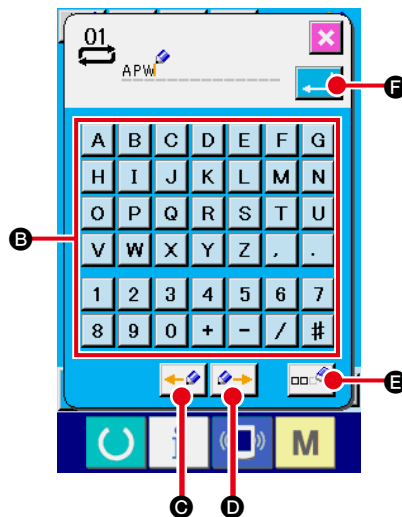 01
APW
F
A B C D E F G
H I J K L M N
O P Q R S T U
B
V W X Y Z , .
1 2 3 4 5 6 7
8 9 0 + - / #
E
i M
C D